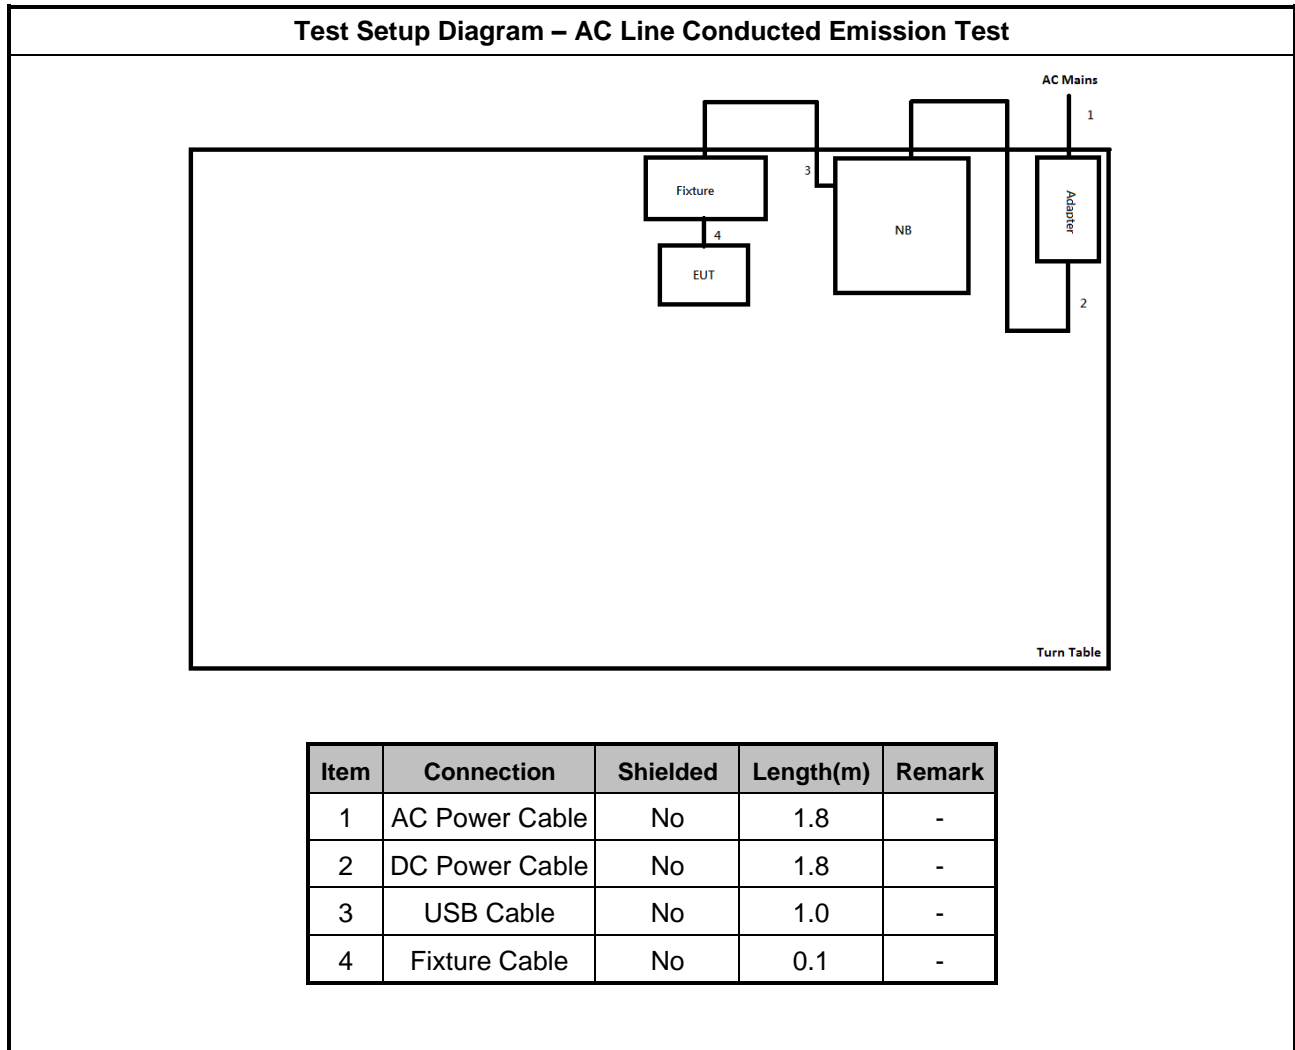 Test Setup Diagram – AC Line Conducted Emission Test
AC Mains
1
3
Fixture
Adapter
NB
4
EUT
2
Turn Table
Item Connection Shielded Length(m) Remark
1 AC Power Cable No 1.8 -
2 DC Power Cable No 1.8 -
3 USB Cable No 1.0 -
4 Fixture Cable No 0.1 -